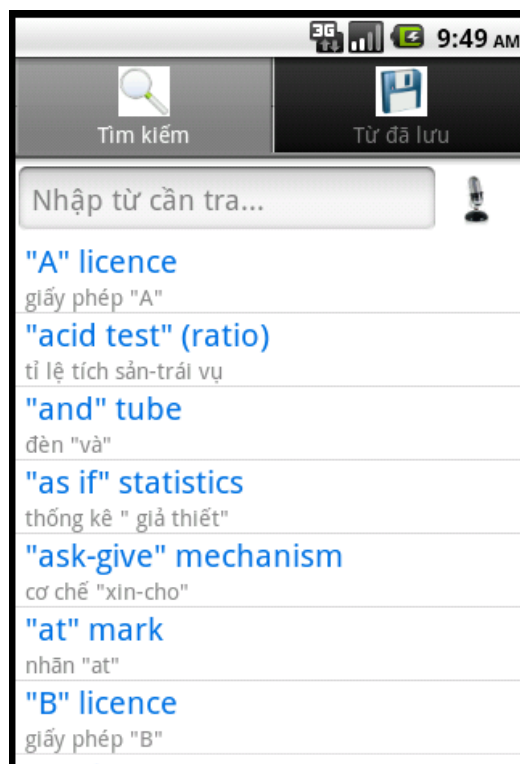 3G 9:49 AM
Tìm kiếm Từ đã lưu
Nhập từ cần tra...
"A" licence
giấy phép "A"
"acid test" (ratio)
tỉ lệ tích sản-trái vụ
"and" tube
đèn "và"
"as if" statistics
thống kê " giả thiết"
"ask-give" mechanism
cơ chế "xin-cho"
"at" mark
nhãn "at"
"B" licence
giấy phép "B"